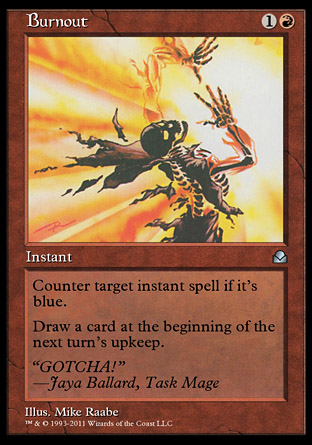 Burnout
1
Instant
Counter target instant spell if it's
blue.
Draw a card at the beginning of the
next turn's upkeep.
"GOTCHA!"
—Jaya Ballard, Task Mage
Illus. Mike Raabe
™ & © 1993-2011 Wizards of the Coast LLC